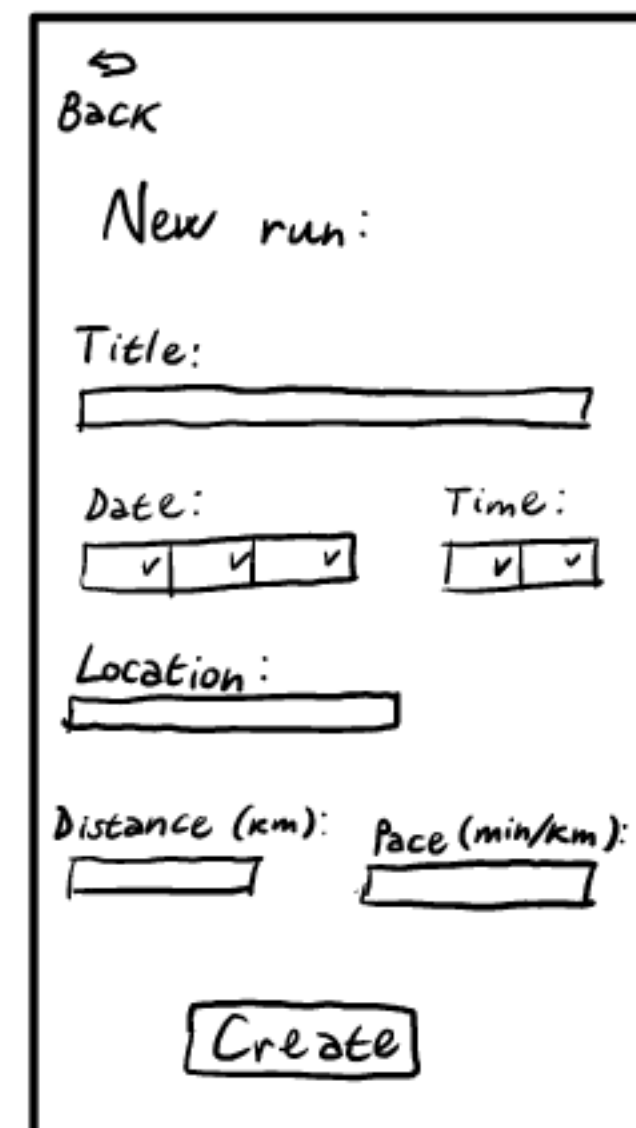 Back
New run:
Title:
Date: Time:
Location:
Distance (km): Pace (min/km):
Create